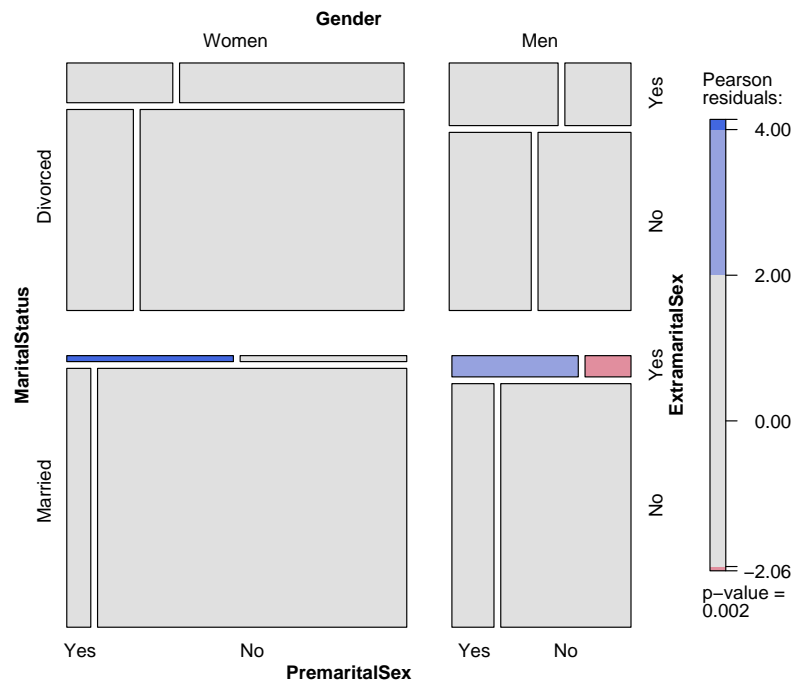 Gender
Women
Men
MaritalStatus
Divorced
Married
Yes
No
Yes
No
ExtramaritalSex
Yes
No
Yes
No
PremaritalSex
Pearson
residuals:
4.00
2.00
0.00
−2.06
p−value =
0.002